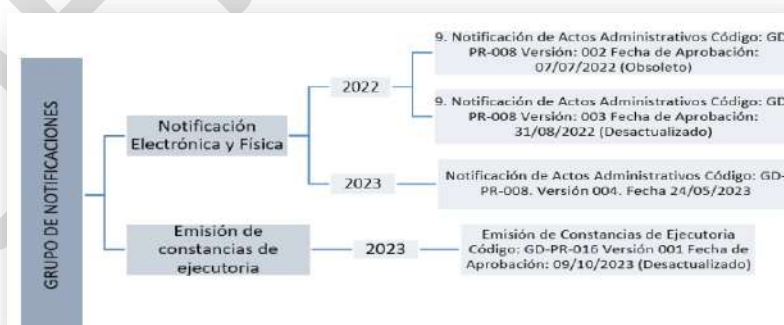 GRUPO DE NOTIFICACIONES
Notificación
Electrónica y Física
2022
9. Notificación de Actos Administrativos Código: GD
PR-008 Versión: 002 Fecha de Aprobación:
07/07/2022 (Obsoleto)
9. Notificación de Actos Administrativos Código: GD
PR-008 Versión: 003 Fecha de Aprobación:
31/08/2022 (Desactualizado)
2023
Notificación de Actos Administrativos Código: GD-
PR-008. Versión 004. Fecha 24/05/2023
Emisión de
constancias de
ejecutoria
2023
Emisión de Constancias de Ejecutoria
Código: GD-PR-016 Versión 001 Fecha de
Aprobación: 09/10/2023 (Desactualizado)